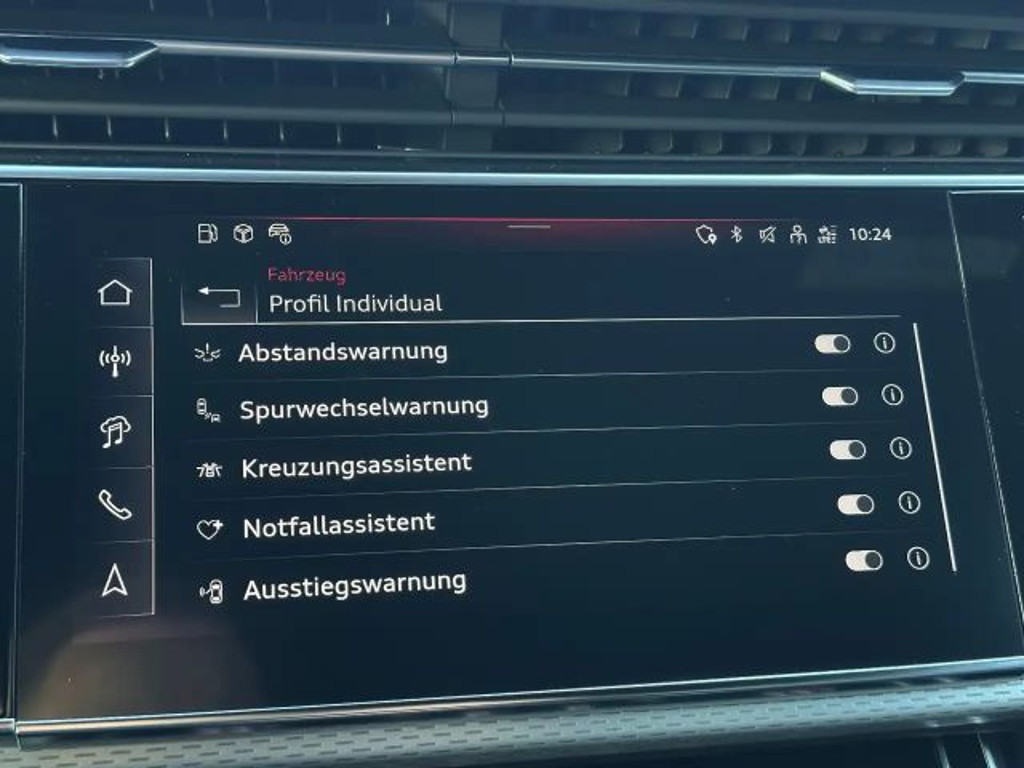 10:24
Fahrzeug
Profil Individual
Abstandswarnung
Spurwechselwarnung
Kreuzungsassistent
Notfallassistent
Ausstiegswarnung